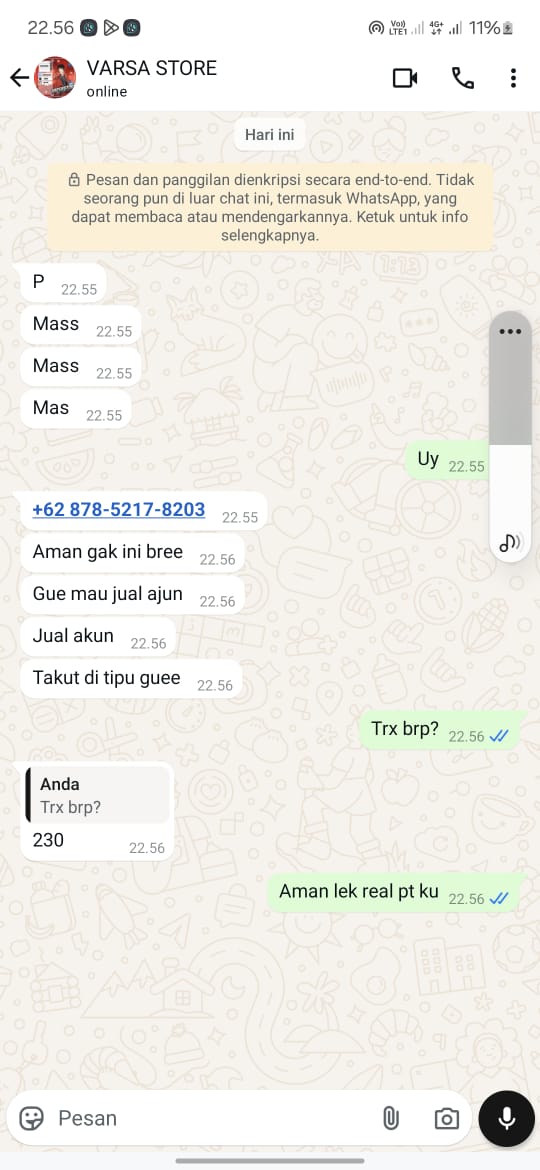 22.56
Voo)
LTE1
4G+
11%
VARSA STORE
online
Hari ini
Pesan dan panggilan dienkripsi secara end-to-end. Tidak
seorang pun di luar chat ini, termasuk WhatsApp, yang
dapat membaca atau mendengarkannya. Ketuk untuk info
selengkapnya.
P 22.55
Mass 22.55
Mass 22.55
Mas 22.55
Uy 22.55
+62 878-5217-8203 22.55
Aman gak ini bree 22.56
Gue mau jual ajun 22.56
Jual akun 22.56
Takut di tipu guee 22.56
Trx brp? 22.56
Anda
Trx brp?
230 22.56
Aman lek real pt ku 22.56
Pesan